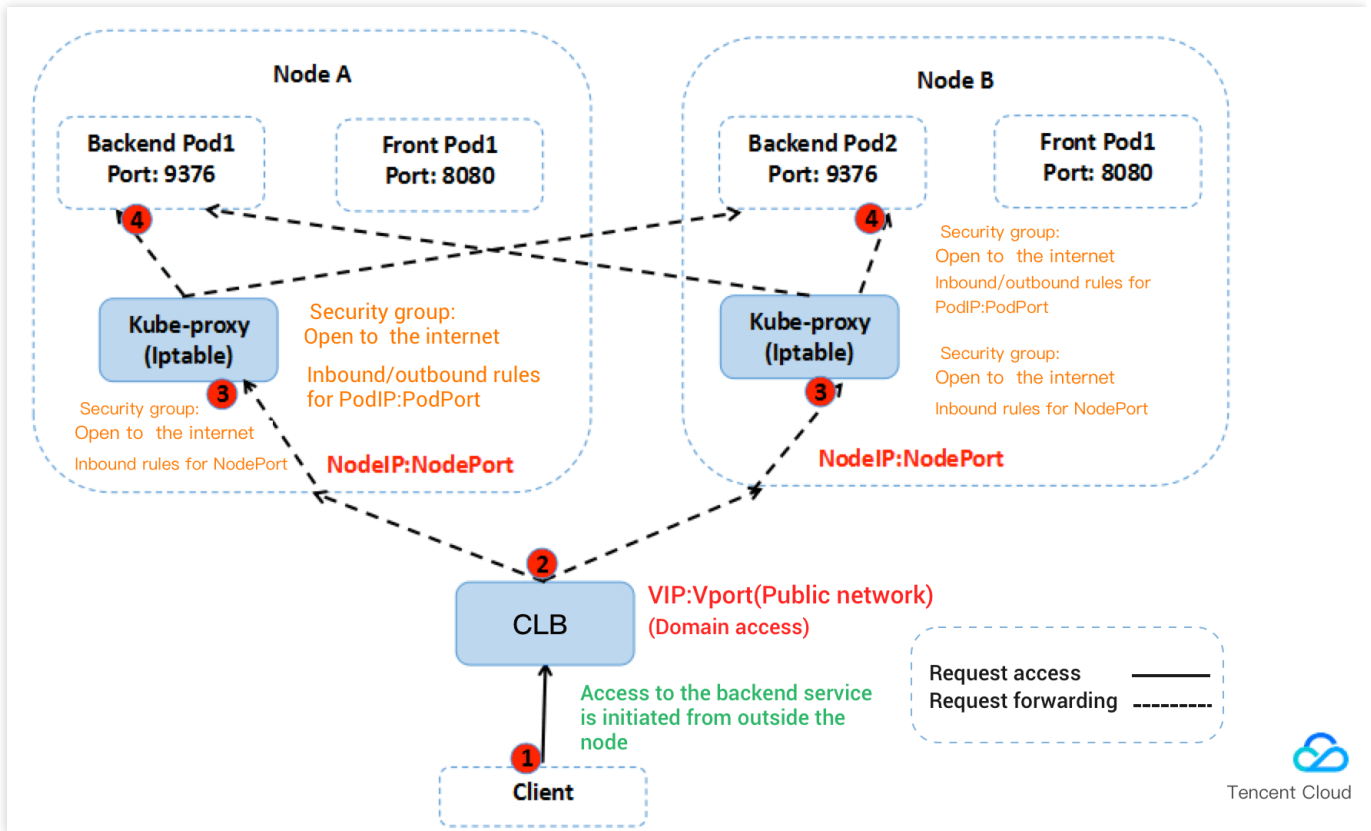 Node A
Backend Pod1
Port: 9376
Front Pod1
Port: 8080
4
Kube-proxy
(Iptable)
3
Security group:
Open to the internet
Inbound/outbound rules
for PodIP:PodPort
Security group:
Open to the internet
Inbound rules for NodePort
NodeIP:NodePort
Node B
Backend Pod2
Port: 9376
Front Pod1
Port: 8080
4
Security group:
Open to the internet
Inbound/outbound rules for
PodIP:PodPort
Kube-proxy
(Iptable)
3
Security group:
Open to the internet
Inbound rules for NodePort
NodeIP:NodePort
2
CLB
VIP:Vport(Public network)
(Domain access)
Access to the backend service
is initiated from outside the
node
1
Client
Request access
Request forwarding
Tencent Cloud